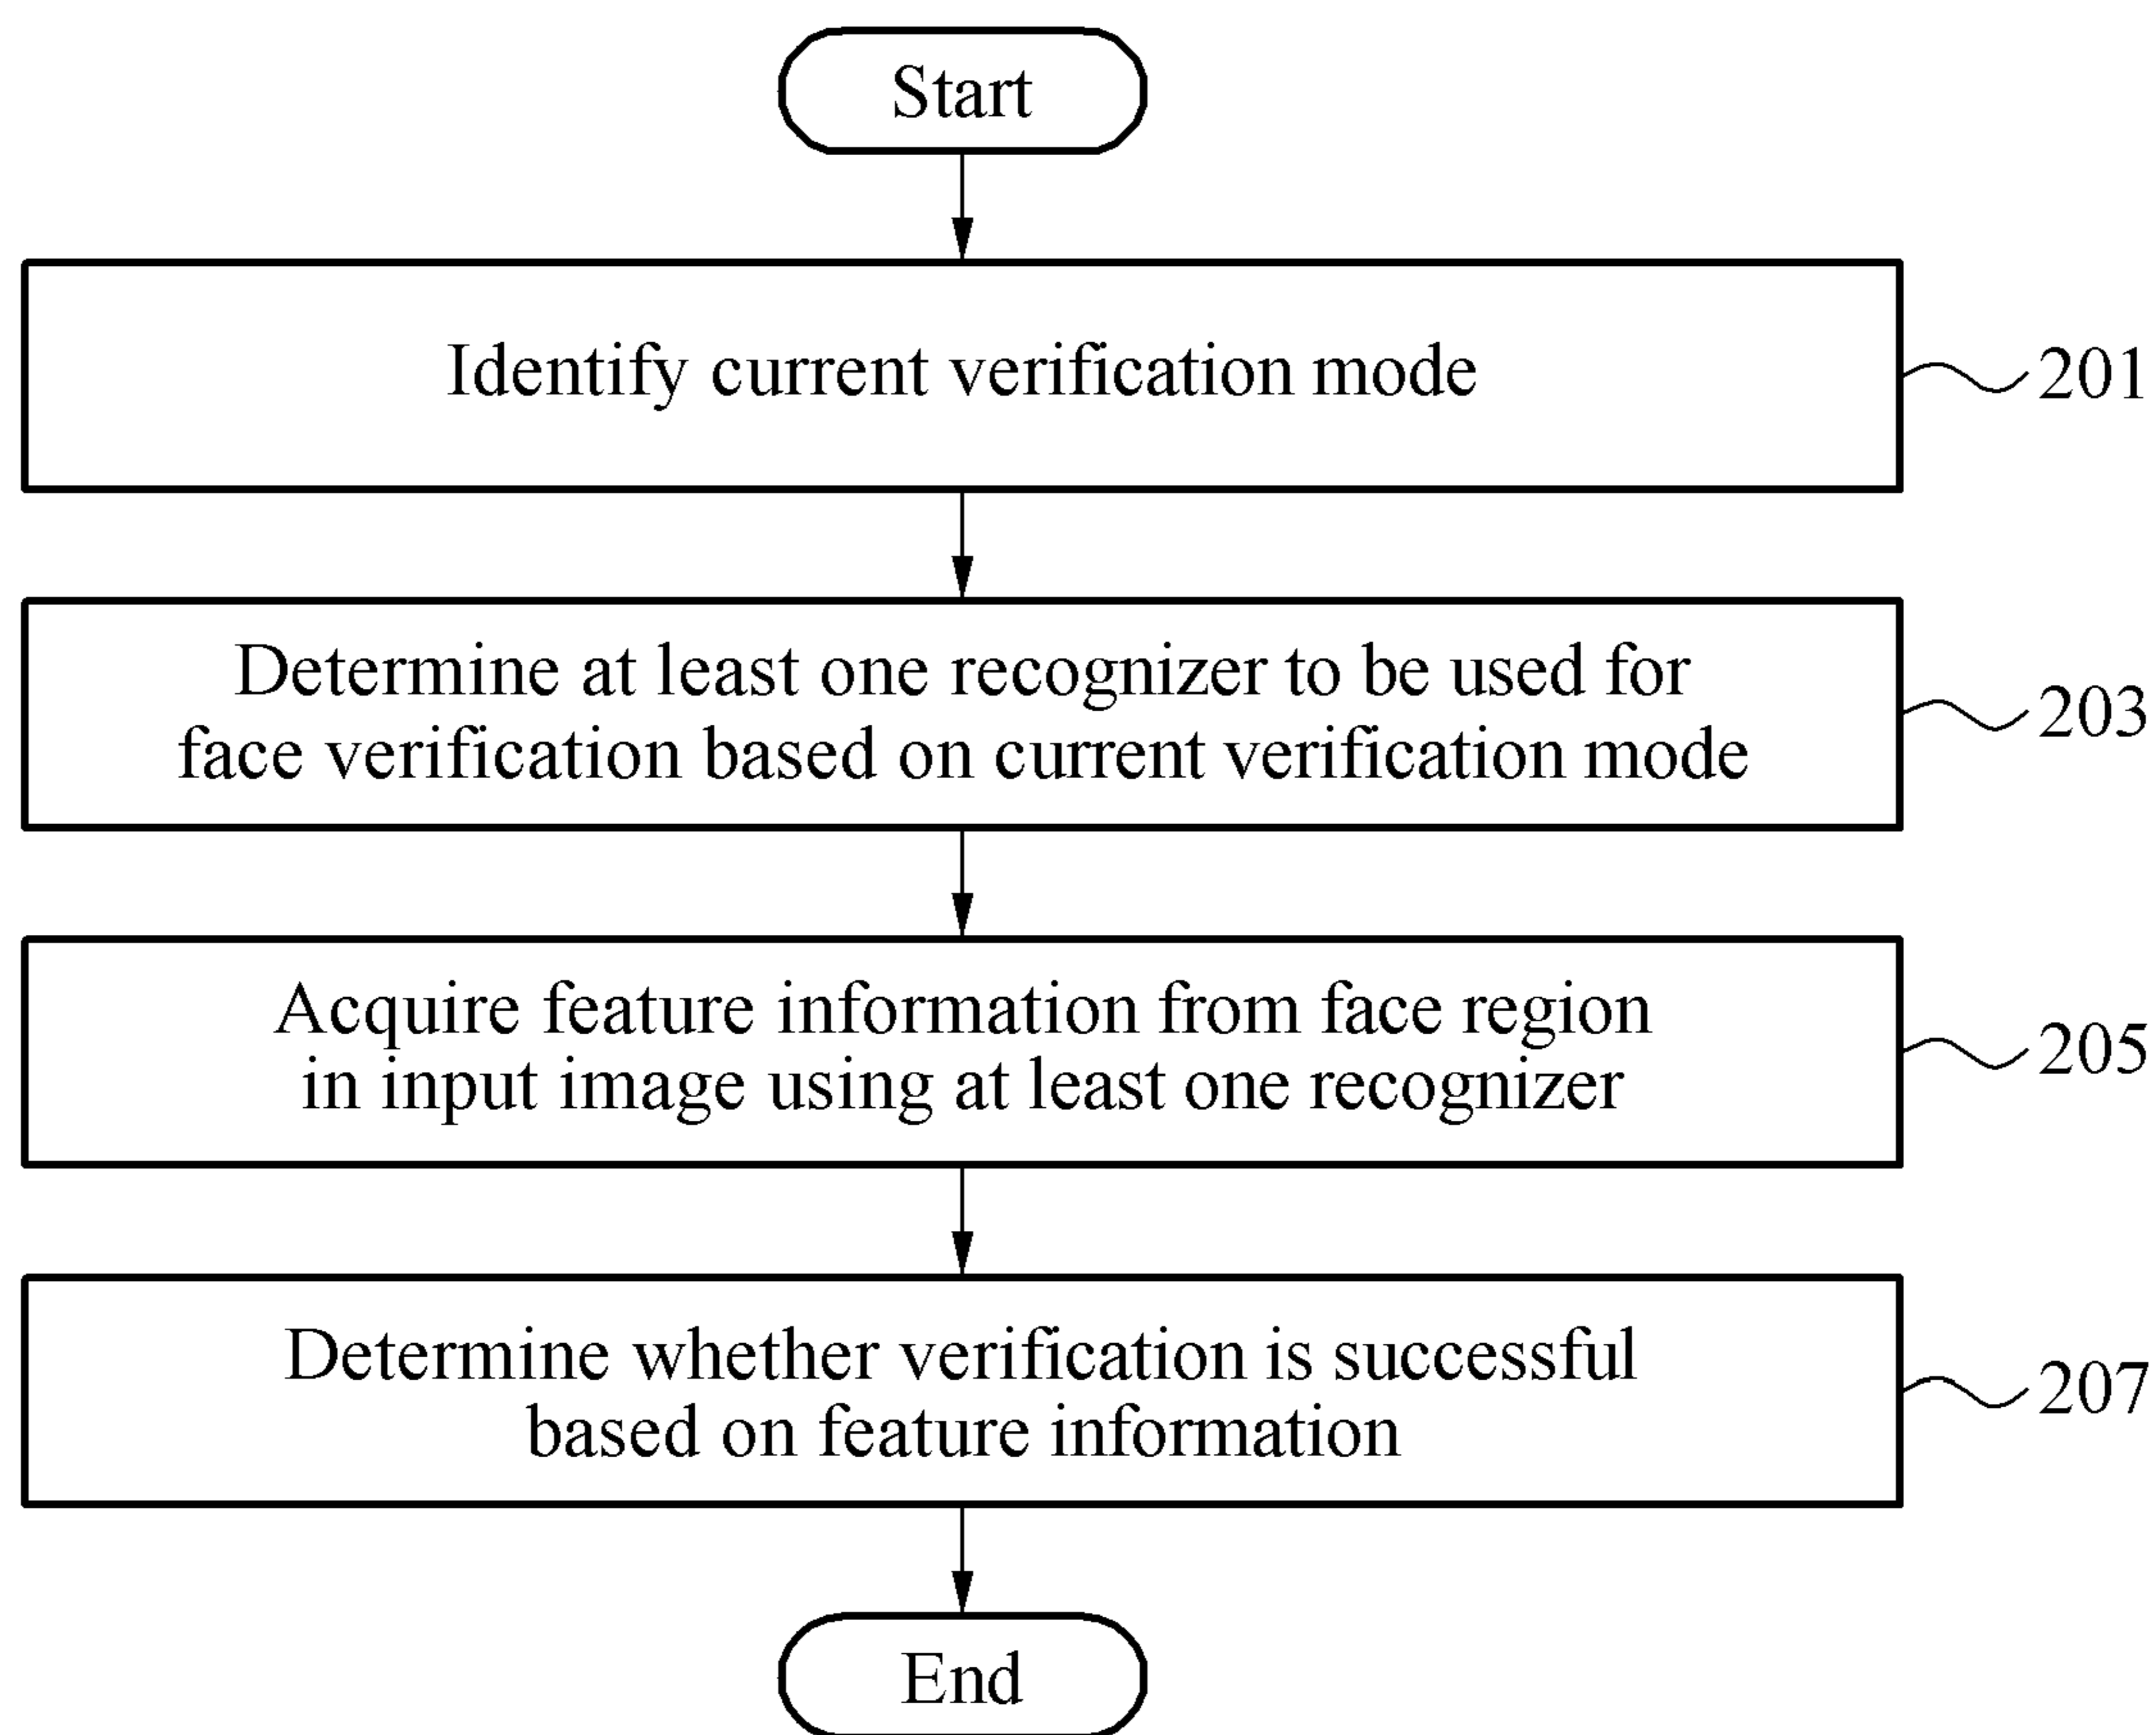 Start
Identify current verification mode
201
Determine at least one recognizer to be used for
face verification based on current verification mode
203
Acquire feature information from face region
in input image using at least one recognizer
205
Determine whether verification is successful
based on feature information
207
End